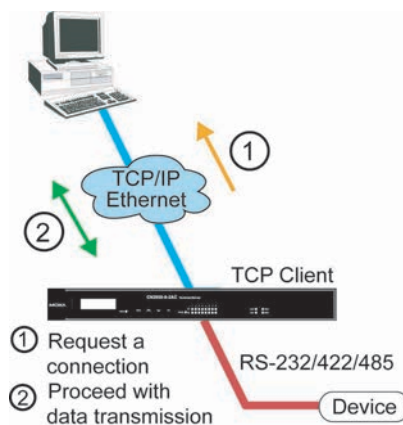 1
TCP/IP
Ethernet
2
TCP Client
MOXA
1 Request a
connection
RS-232/422/485
2 Proceed with
data transmission
Device